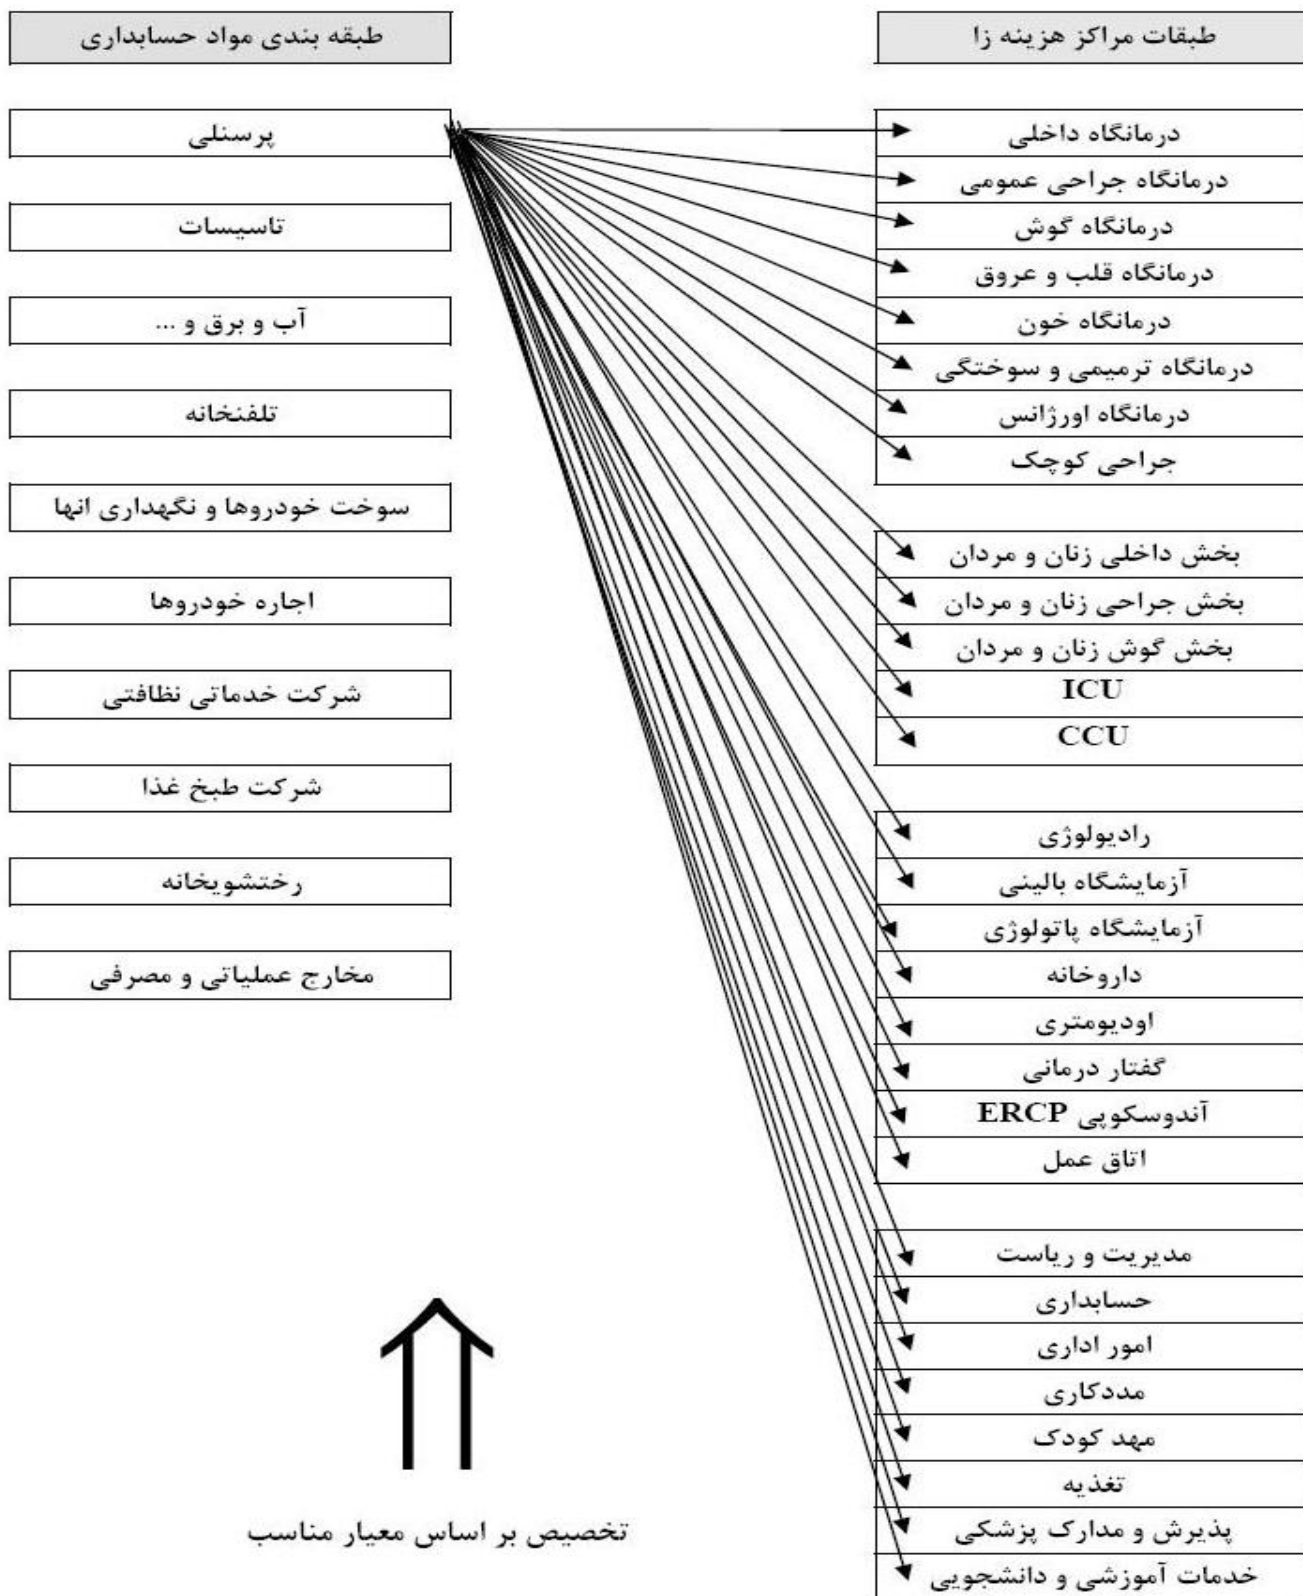 طبقات مراکز هزینه زا
درمانگاه داخلی
درمانگاه جراحی عمومی
درمانگاه گوش
درمانگاه قلب و عروق
درمانگاه خون
درمانگاه ترمیمی و سوختگی
درمانگاه اورژانس
جراحی کوچک
بخش داخلی زنان و مردان
بخش جراحی زنان و مردان
بخش گوش زنان و مردان
ICU
CCU
رادیولوژی
آزمایشگاه بالینی
آزمایشگاه پاتولوژی
داروخانه
اودیومتری
گفتار درمانی
آندوسکوپی ERCP
اتاق عمل
مدیریت و ریاست
حسابداری
امور اداری
مددکاری
مهد کودک
تغذیه
پذیرش و مدارک پزشکی
خدمات آموزشی و دانشجویی
طبقه بندی مواد حسابداری
پرسنلی
تاسیسات
آب و برق و ...
تلفنخانه
سوخت خودروها و نگهداری انها
اجاره خودروها
شرکت خدماتی نظافتی
شرکت طبخ غذا
رختشویخانه
مخارج عملیاتی و مصرفی
تخصیص بر اساس معیار مناسب